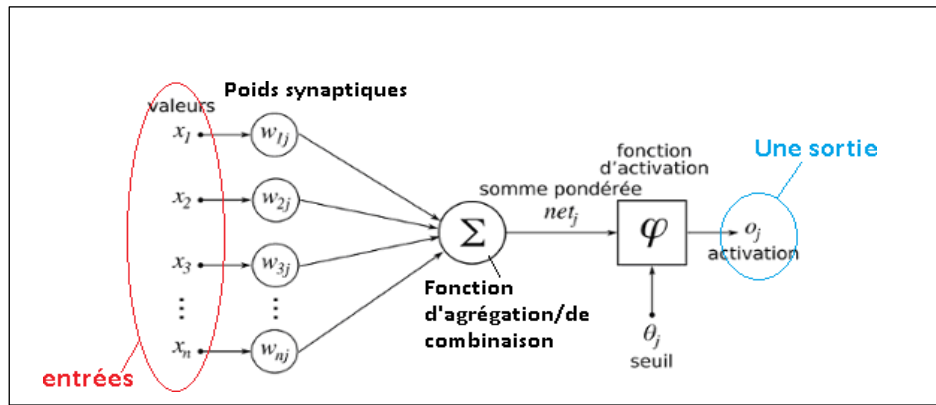 Poids synaptiques
valeurs
x1
w1j
x2
w2j
x3
w3j
⋮
⋮
xn
wnj
entrées
Σ
Fonction
d'agrégation/de
combinaison
somme pondérée
netj
fonction
d'activation
φ
θj
seuil
Une sortie
oj
activation